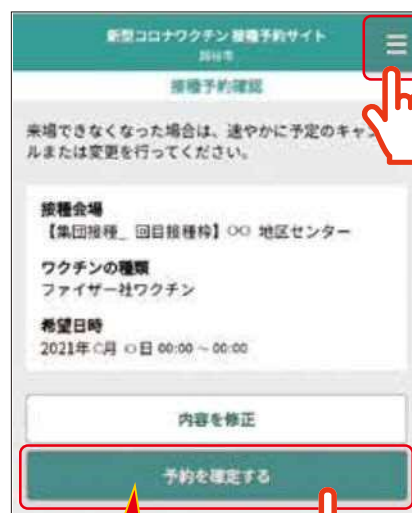 新型コロナワクチン 接種予約サイト
接種予約確認
来場できなくなった場合は、速やかに予定のキャン
ルまたは変更を行ってください。
接種会場
【集団接種_ 回目接種枠】○○ 地区センター
ワクチンの種類
ファイザー社ワクチン
希望日時
2021年 ○月 ○日 00:00 ~ 00:00
内容を修正
予約を確定する